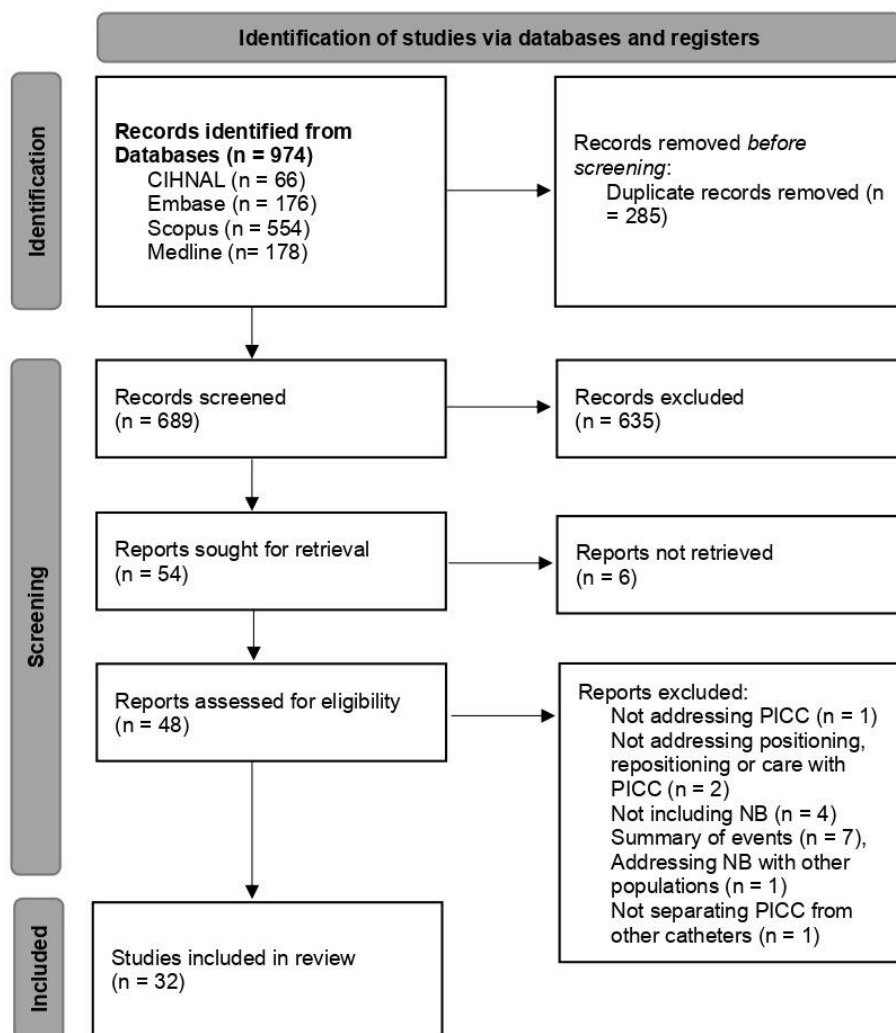 Identification of studies via databases and registers
Identification
Records identified from
Databases (n = 974)
CIHNAL (n = 66)
Embase (n = 176)
Scopus (n = 554)
Medline (n= 178)
Records removed before
screening:
Duplicate records removed (n
= 285)
Screening
Records screened
(n = 689)
Records excluded
(n = 635)
Reports sought for retrieval
(n = 54)
Reports not retrieved
(n = 6)
Reports assessed for eligibility
(n = 48)
Reports excluded:
Not addressing PICC (n = 1)
Not addressing positioning,
repositioning or care with
PICC (n = 2)
Not including NB (n = 4)
Summary of events (n = 7),
Addressing NB with other
populations (n = 1)
Not separating PICC from
other catheters (n = 1)
Included
Studies included in review
(n = 32)